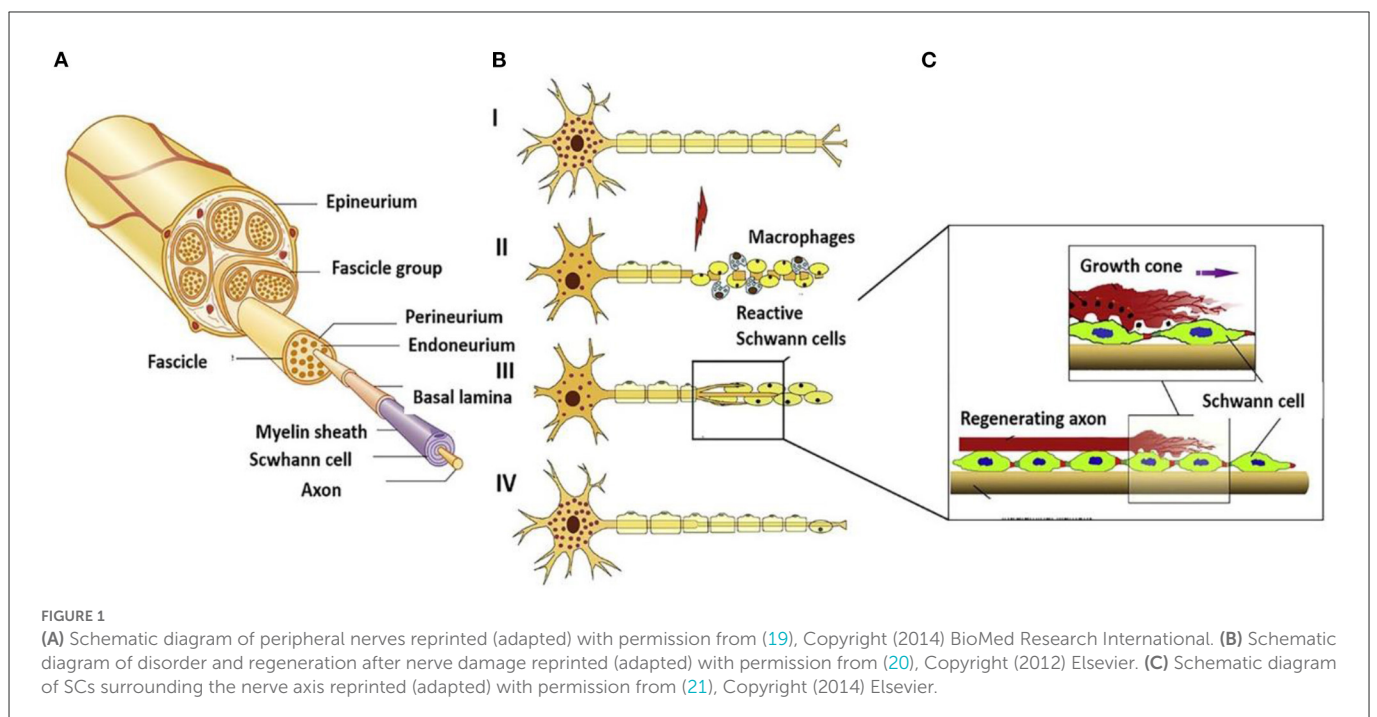 A
Epineurium
Fascicle group
Perineurium
Endoneurium
Fascicle
Basal lamina
Myelin sheath
Scwhann cell
Axon
B
I
II
Macrophages
Reactive
Schwann cells
III
IV
C
Growth cone
Schwann cell
Regenerating axon
FIGURE 1
(A) Schematic diagram of peripheral nerves reprinted (adapted) with permission from (19), Copyright (2014) BioMed Research International. (B) Schematic
diagram of disorder and regeneration after nerve damage reprinted (adapted) with permission from (20), Copyright (2012) Elsevier. (C) Schematic diagram
of SCs surrounding the nerve axis reprinted (adapted) with permission from (21), Copyright (2014) Elsevier.